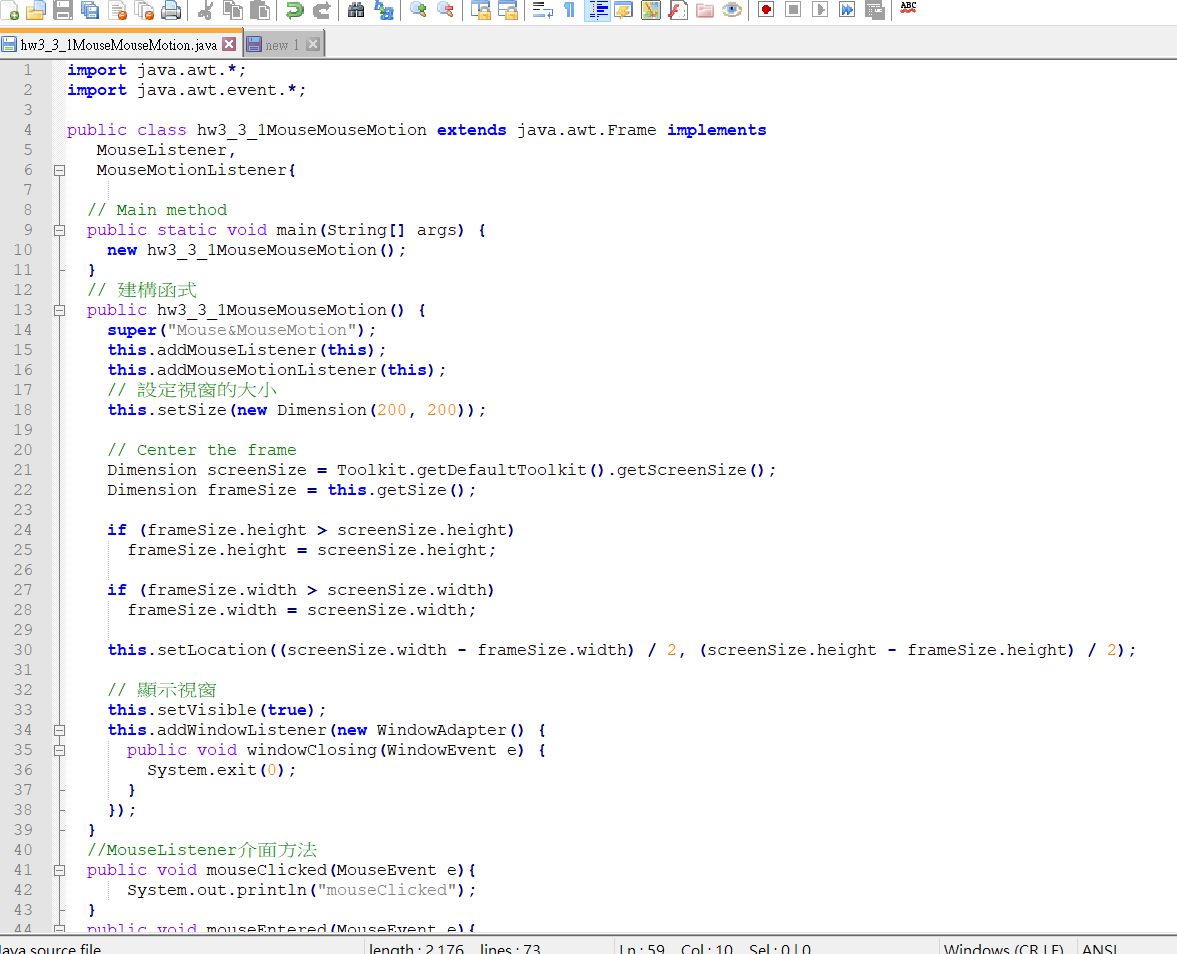 ABC
hw3_3_1MouseMouseMotion.java new 1
1 import java.awt.*;
2 import java.awt.event.*;
3
4 public class hw3_3_1MouseMouseMotion extends java.awt.Frame implements
5 MouseListener,
6 MouseMotionListener{
7
8 // Main method
9 public static void main(String[] args) {
10 new hw3_3_1MouseMouseMotion();
11 }
12 // 建構函式
13 public hw3_3_1MouseMouseMotion() {
14 super("Mouse&MouseMotion");
15 this.addMouseListener(this);
16 this.addMouseMotionListener(this);
17 // 設定視窗的大小
18 this.setSize(new Dimension(200, 200));
19
20 // Center the frame
21 Dimension screenSize = Toolkit.getDefaultToolkit().getScreenSize();
22 Dimension frameSize = this.getSize();
23
24 if (frameSize.height > screenSize.height)
25 frameSize.height = screenSize.height;
26
27 if (frameSize.width > screenSize.width)
28 frameSize.width = screenSize.width;
29
30 this.setLocation((screenSize.width - frameSize.width) / 2, (screenSize.height - frameSize.height) / 2);
31
32 // 顯示視窗
33 this.setVisible(true);
34 this.addWindowListener(new WindowAdapter() {
35 public void windowClosing(WindowEvent e) {
36 System.exit(0);
37 }
38 });
39 }
40 //MouseListener介面方法
41 public void mouseClicked(MouseEvent e){
42 System.out.println("mouseClicked");
43 }
44 public void mouseEntered(MouseEvent e){
Java source file length : 2,176 lines : 73 Ln : 59 Col : 10 Sel : 0 | 0 Windows (CR LF) ANSI